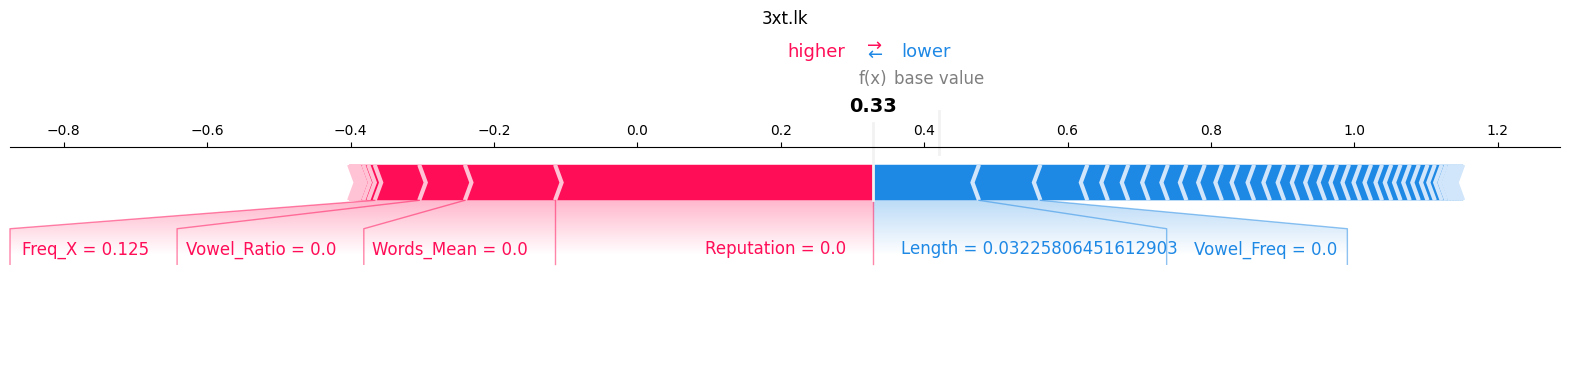 3xt.lk
higher → ← lower
f(x) base value
0.33
−0.8 −0.6 −0.4 −0.2 0.0 0.2 0.4 0.6 0.8 1.0 1.2
Freq_X = 0.125 Vowel_Ratio = 0.0 Words_Mean = 0.0 Reputation = 0.0 Length = 0.03225806451612903 Vowel_Freq = 0.0